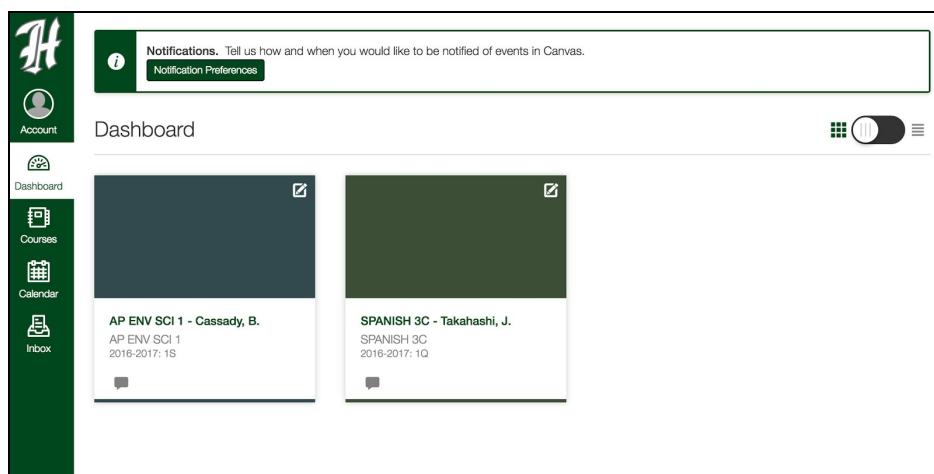 H
Notifications. Tell us how and when you would like to be notified of events in Canvas.
Notification Preferences
Account
Dashboard
Dashboard
Courses
Calendar
Inbox
AP ENV SCI 1 - Cassady, B.
AP ENV SCI 1
2016-2017: 1S
SPANISH 3C - Takahashi, J.
SPANISH 3C
2016-2017: 1Q